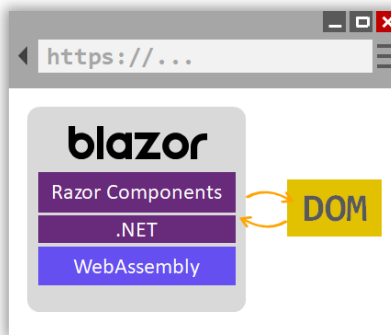 https://...
blazor
Razor Components
.NET
DOM
WebAssembly